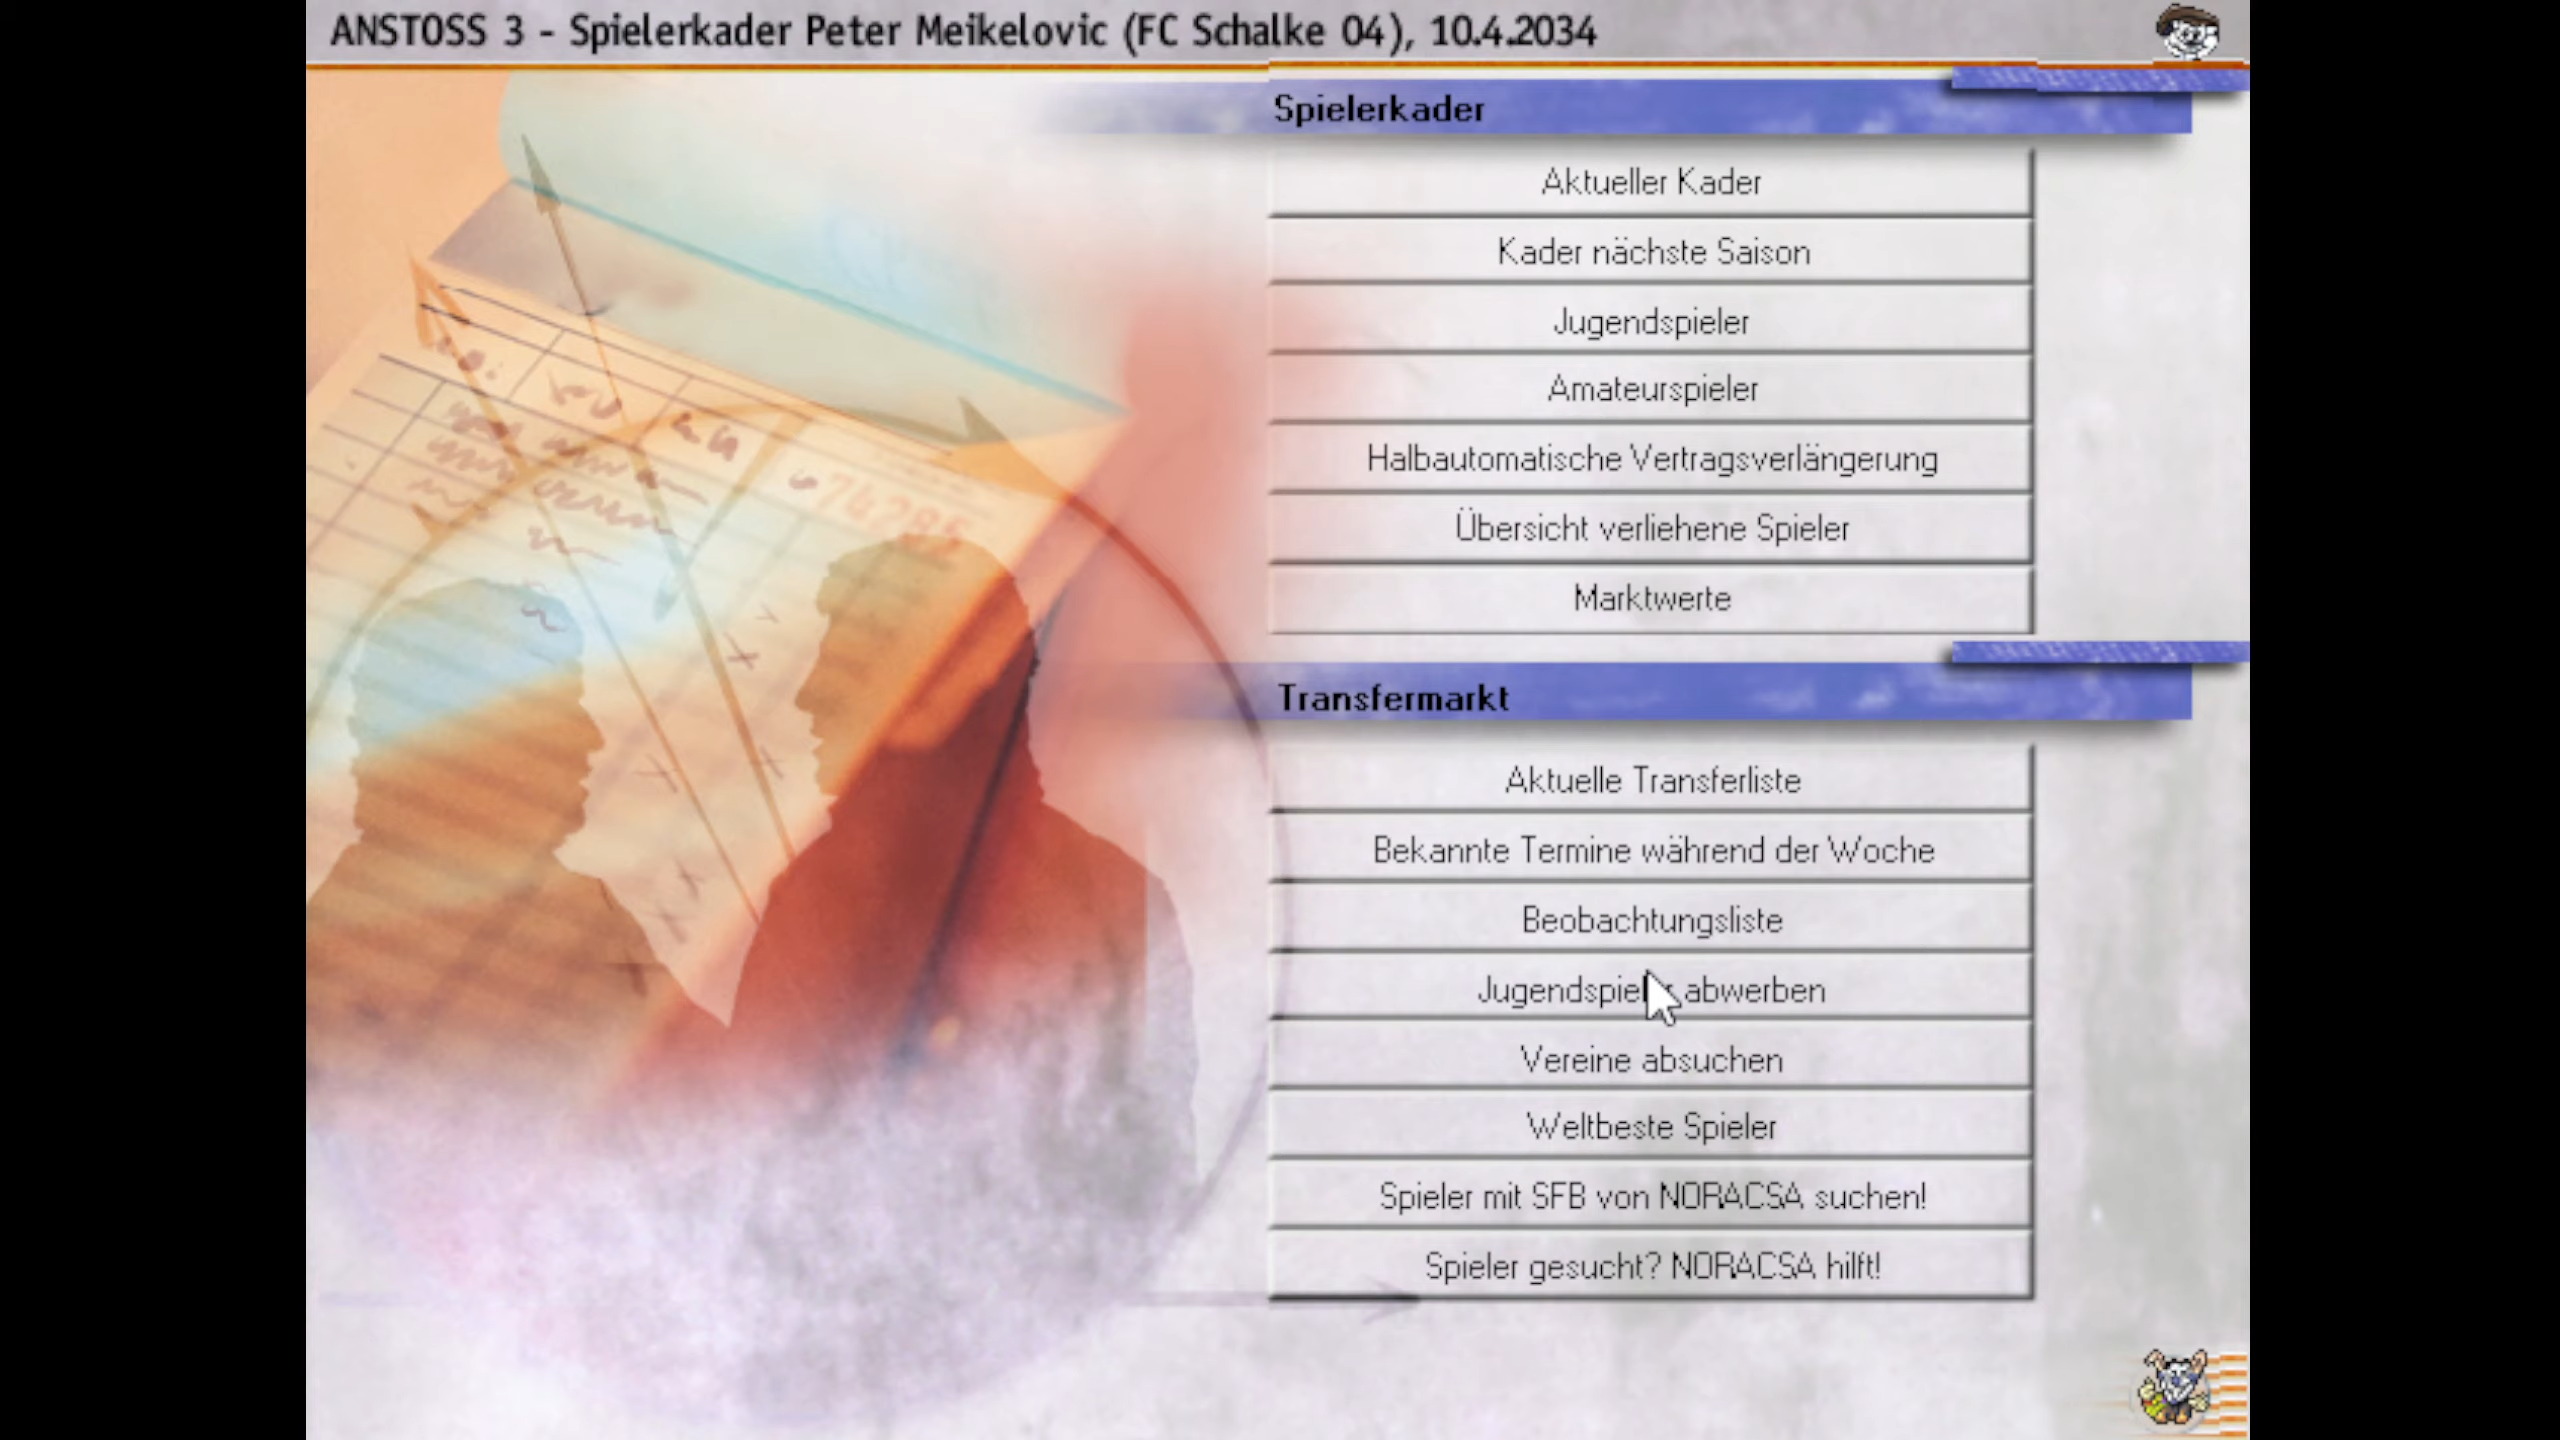 ANSTOSS 3 - Spielerkader Peter Meikelovic (FC Schalke 04), 10.4.2034
Spielerkader
Aktueller Kader
Kader nächste Saison
Jugendspieler
Amateurspieler
Halbautomatische Vertragsverlängerung
Übersicht verliehene Spieler
Marktwerte
Transfermarkt
Aktuelle Transferliste
Bekannte Termine während der Woche
Beobachtungsliste
Jugendspieler abwerben
Vereine absuchen
Weltbeste Spieler
Spieler mit SFB von NORACSA suchen!
Spieler gesucht? NORACSA hilft!